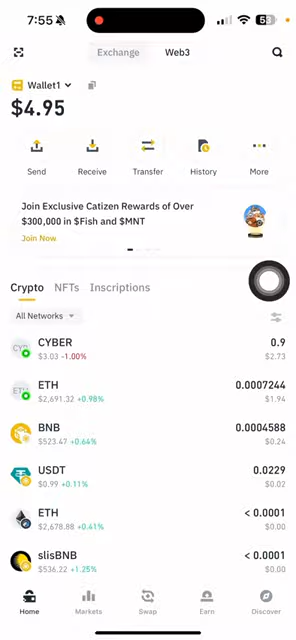 7:55
53
Exchange
Web3
Wallet1
$4.95
Send
Receive
Transfer
History
More
Join Exclusive Catizen Rewards of Over
$300,000 in $Fish and $MNT
Join Now
Crypto
NFTs
Inscriptions
All Networks
CYBER
0.9
$3.03 -1.00%
$2.73
ETH
0.0007244
$2,691.32 +0.98%
$1.94
BNB
0.0004588
$523.47 +0.64%
$0.24
USDT
0.0229
$0.99 +0.11%
$0.02
ETH
< 0.0001
$2,678.88 +0.41%
$0.00
slisBNB
< 0.0001
$536.22 +1.25%
$0.00
Home
Markets
Swap
Earn
Discover